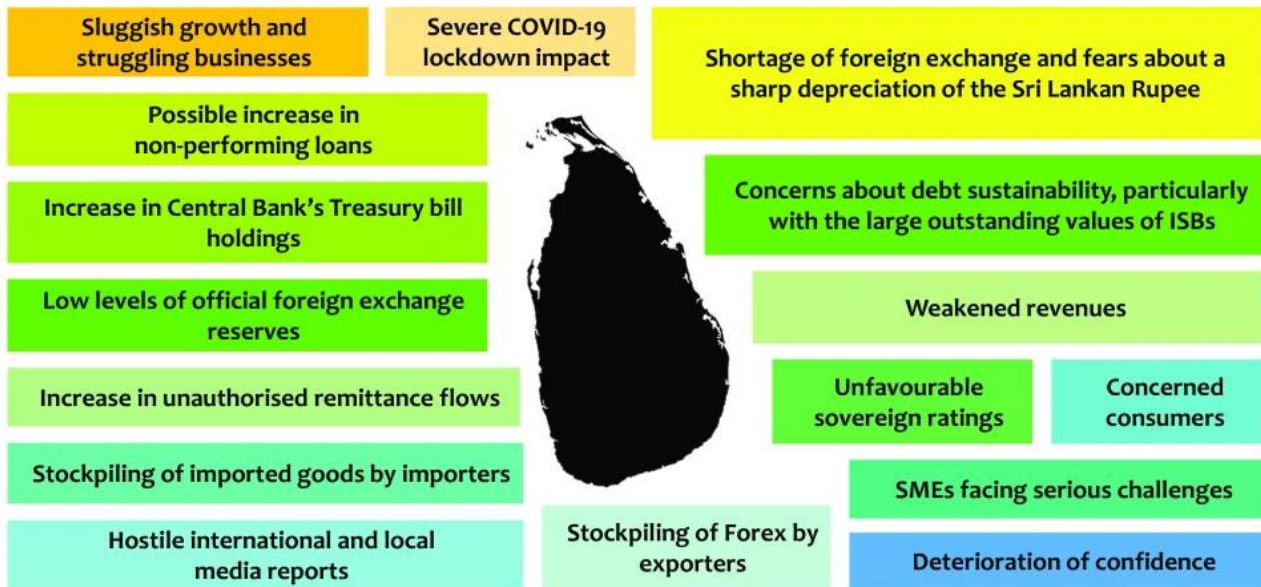 Sluggish growth and
struggling businesses
Severe COVID-19
lockdown impact
Shortage of foreign exchange and fears about a
sharp depreciation of the Sri Lankan Rupee
Possible increase in
non-performing loans
Concerns about debt sustainability, particularly
with the large outstanding values of ISBs
Increase in Central Bank’s Treasury bill
holdings
Low levels of official foreign exchange
reserves
Weakened revenues
Increase in unauthorised remittance flows
Unfavourable
sovereign ratings
Concerned
consumers
Stockpiling of imported goods by importers
SMEs facing serious challenges
Hostile international and local
media reports
Stockpiling of Forex by
exporters
Deterioration of confidence